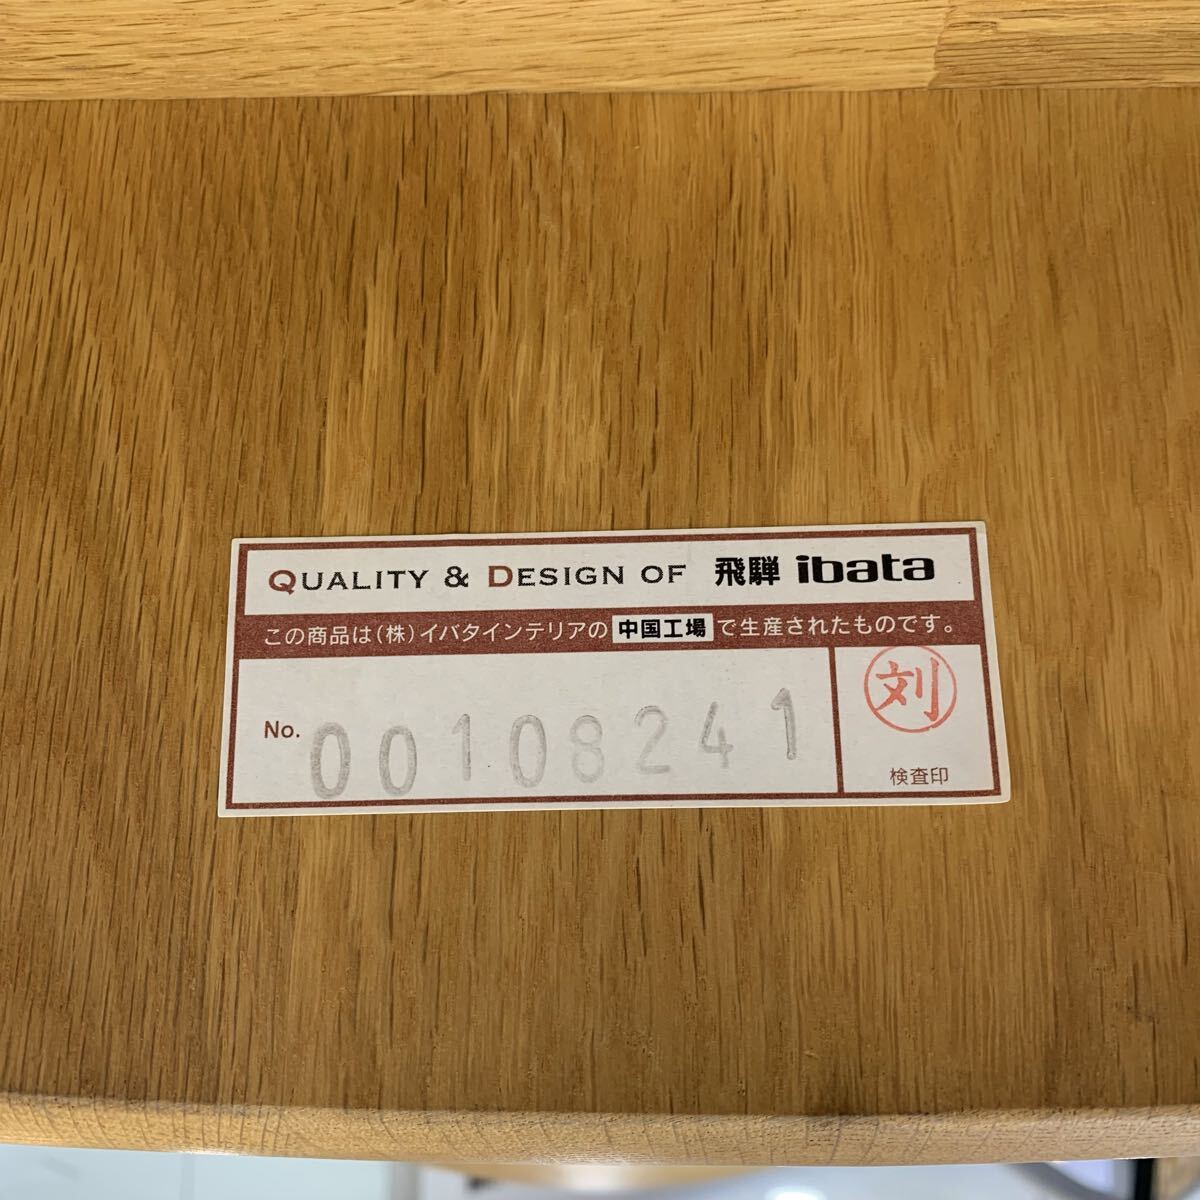 QUALITY & DESIGN OF 飛騨 ibata
この商品は(株)イバタインテリアの 中国工場 で生産されたものです。
No. 00108241
刘
検査印